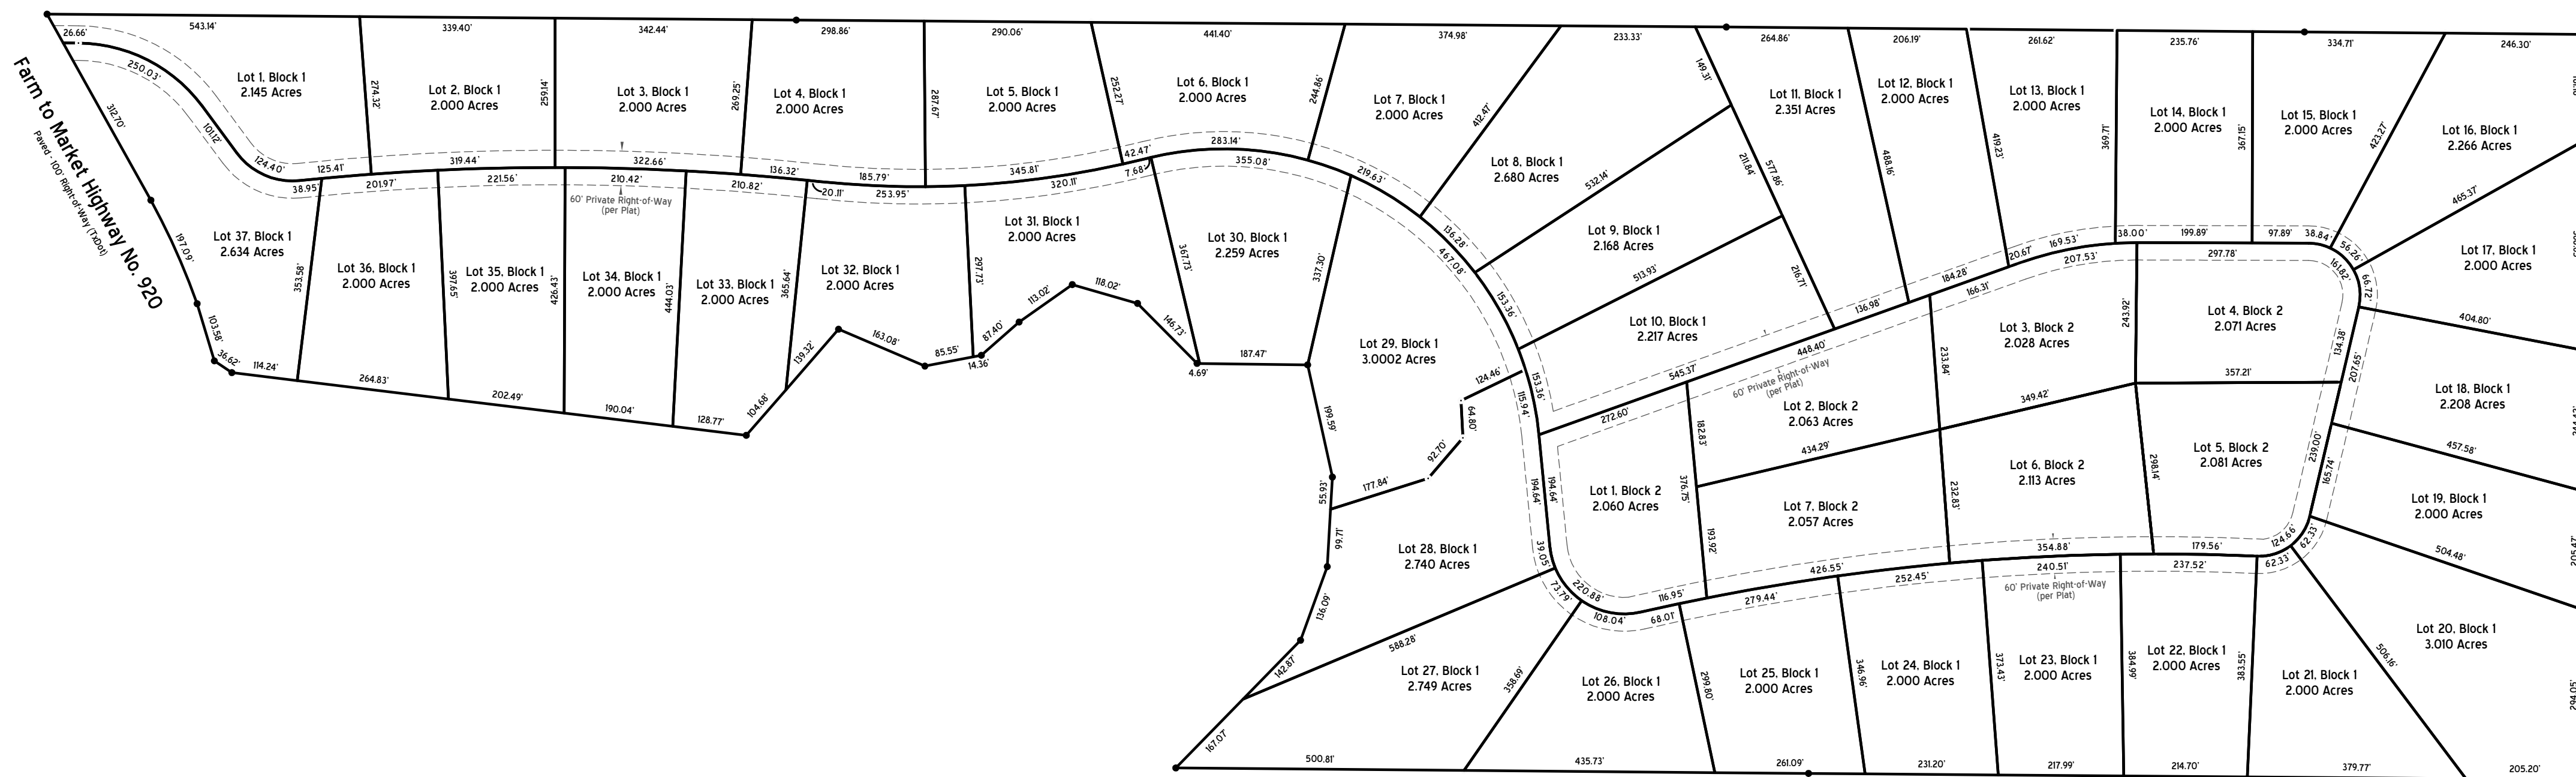 543.14'
339.40'
342.44'
298.86'
290.06'
441.40'
374.98'
233.33'
264.86'
206.19'
261.62'
235.76'
334.71'
246.30'
26.66'
250.03'
101.12'
124.40'
Lot 1, Block 1
2.145 Acres
274.32'
Lot 2, Block 1
2.000 Acres
259.14'
Lot 3, Block 1
2.000 Acres
269.25'
Lot 4, Block 1
2.000 Acres
287.67'
Lot 5, Block 1
2.000 Acres
252.27'
Lot 6, Block 1
2.000 Acres
244.86'
Lot 7, Block 1
2.000 Acres
412.47'
Lot 8, Block 1
2.680 Acres
532.14'
Lot 9, Block 1
2.168 Acres
513.93'
Lot 10, Block 1
2.217 Acres
149.31'
211.84'
577.86'
216.71'
Lot 11, Block 1
2.351 Acres
488.16'
Lot 12, Block 1
2.000 Acres
419.23'
Lot 13, Block 1
2.000 Acres
369.71'
Lot 14, Block 1
2.000 Acres
367.15'
Lot 15, Block 1
2.000 Acres
423.27'
Lot 16, Block 1
2.266 Acres
465.37'
Lot 17, Block 1
2.000 Acres
404.80'
Lot 18, Block 1
2.208 Acres
457.58'
Lot 19, Block 1
2.000 Acres
504.48'
Lot 20, Block 1
3.010 Acres
506.16'
Farm to Market Highway No. 920
Paved - 100' Right-of-Way (TxDot)
312.70'
197.09'
103.58'
36.62'
114.24'
264.83'
202.49'
190.04'
128.77'
104.68'
139.32'
163.08'
85.55'
14.36'
87.40'
113.02'
118.02'
146.73'
4.69'
187.47'
125.41'
319.44'
322.66'
136.32'
185.79'
345.81'
42.47'
283.14'
219.63'
136.28'
153.36'
153.36'
38.95'
201.97'
221.56'
210.42'
210.82'
20.11'
253.95'
320.11'
7.68'
355.08'
467.08'
115.94'
60' Private Right-of-Way
(per Plat)
Lot 37, Block 1
2.634 Acres
353.58'
Lot 36, Block 1
2.000 Acres
397.65'
Lot 35, Block 1
2.000 Acres
426.43'
Lot 34, Block 1
2.000 Acres
444.03'
Lot 33, Block 1
2.000 Acres
365.64'
Lot 32, Block 1
2.000 Acres
297.73'
Lot 31, Block 1
2.000 Acres
367.73'
Lot 30, Block 1
2.259 Acres
337.30'
Lot 29, Block 1
3.0002 Acres
124.46'
64.80'
92.70'
177.84'
199.59'
55.93'
99.71'
136.09'
142.87'
167.07'
194.64'
194.64'
39.05'
73.79'
108.04'
220.88'
68.01'
116.95'
Lot 28, Block 1
2.740 Acres
588.28'
Lot 27, Block 1
2.749 Acres
358.69'
Lot 26, Block 1
2.000 Acres
299.80'
Lot 25, Block 1
2.000 Acres
346.96'
Lot 24, Block 1
2.000 Acres
373.43'
Lot 23, Block 1
2.000 Acres
384.99'
Lot 22, Block 1
2.000 Acres
383.55'
Lot 21, Block 1
2.000 Acres
545.37'
136.98'
184.28'
20.67'
169.53'
38.00'
199.89'
97.89'
38.84'
56.26'
66.72'
161.82'
272.60'
448.40'
166.31'
207.53'
297.78'
60' Private Right-of-Way
(per Plat)
Lot 1, Block 2
2.060 Acres
182.83'
376.75'
193.92'
Lot 2, Block 2
2.063 Acres
434.29'
233.84'
Lot 3, Block 2
2.028 Acres
349.42'
243.92'
Lot 4, Block 2
2.071 Acres
357.21'
134.38'
207.65'
Lot 5, Block 2
2.081 Acres
298.14'
239.00'
165.74'
Lot 6, Block 2
2.113 Acres
232.83'
Lot 7, Block 2
2.057 Acres
426.55'
354.88'
179.56'
124.66'
62.33'
62.33'
279.44'
252.45'
240.51'
237.52'
60' Private Right-of-Way
(per Plat)
500.81'
435.73'
261.09'
231.20'
217.99'
214.70'
379.77'
205.20'
294.05'